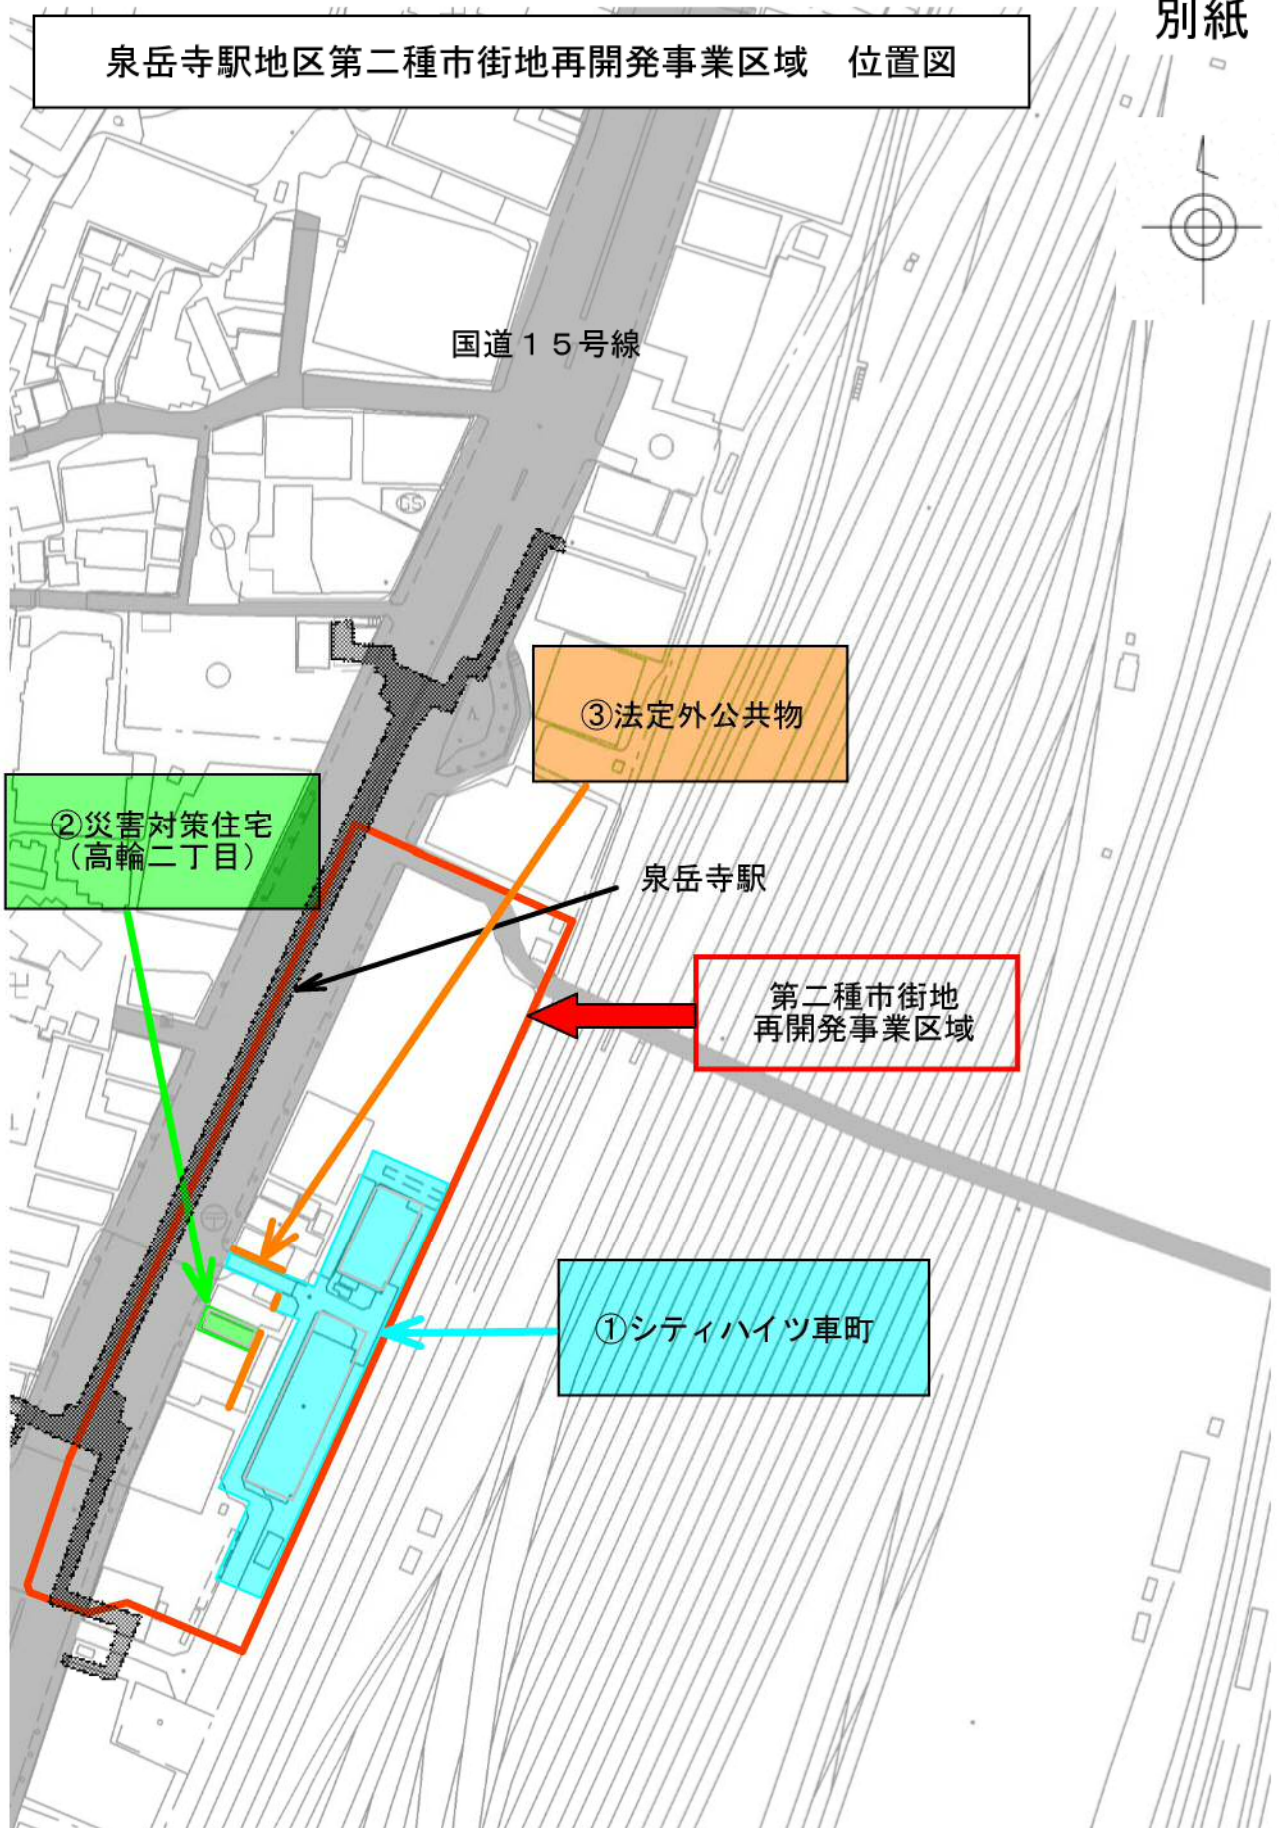 別紙
泉岳寺駅地区第二種市街地再開発事業区域　位置図
国道１５号線
GS
③法定外公共物
②災害対策住宅
（高輪二丁目）
泉岳寺駅
第二種市街地
再開発事業区域
①シティハイツ車町